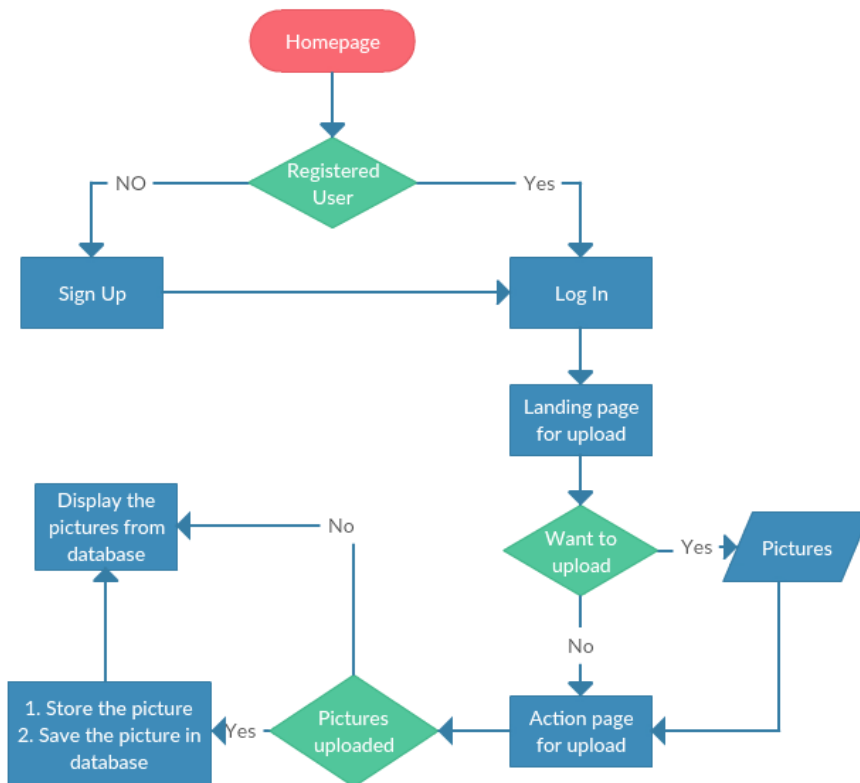 Homepage
Registered
User
NO
Yes
Sign Up
Log In
Landing page
for upload
Display the
pictures from
database
No
Want to
upload
Yes
Pictures
No
1. Store the picture
2. Save the picture in
database
Yes
Pictures
uploaded
Action page
for upload